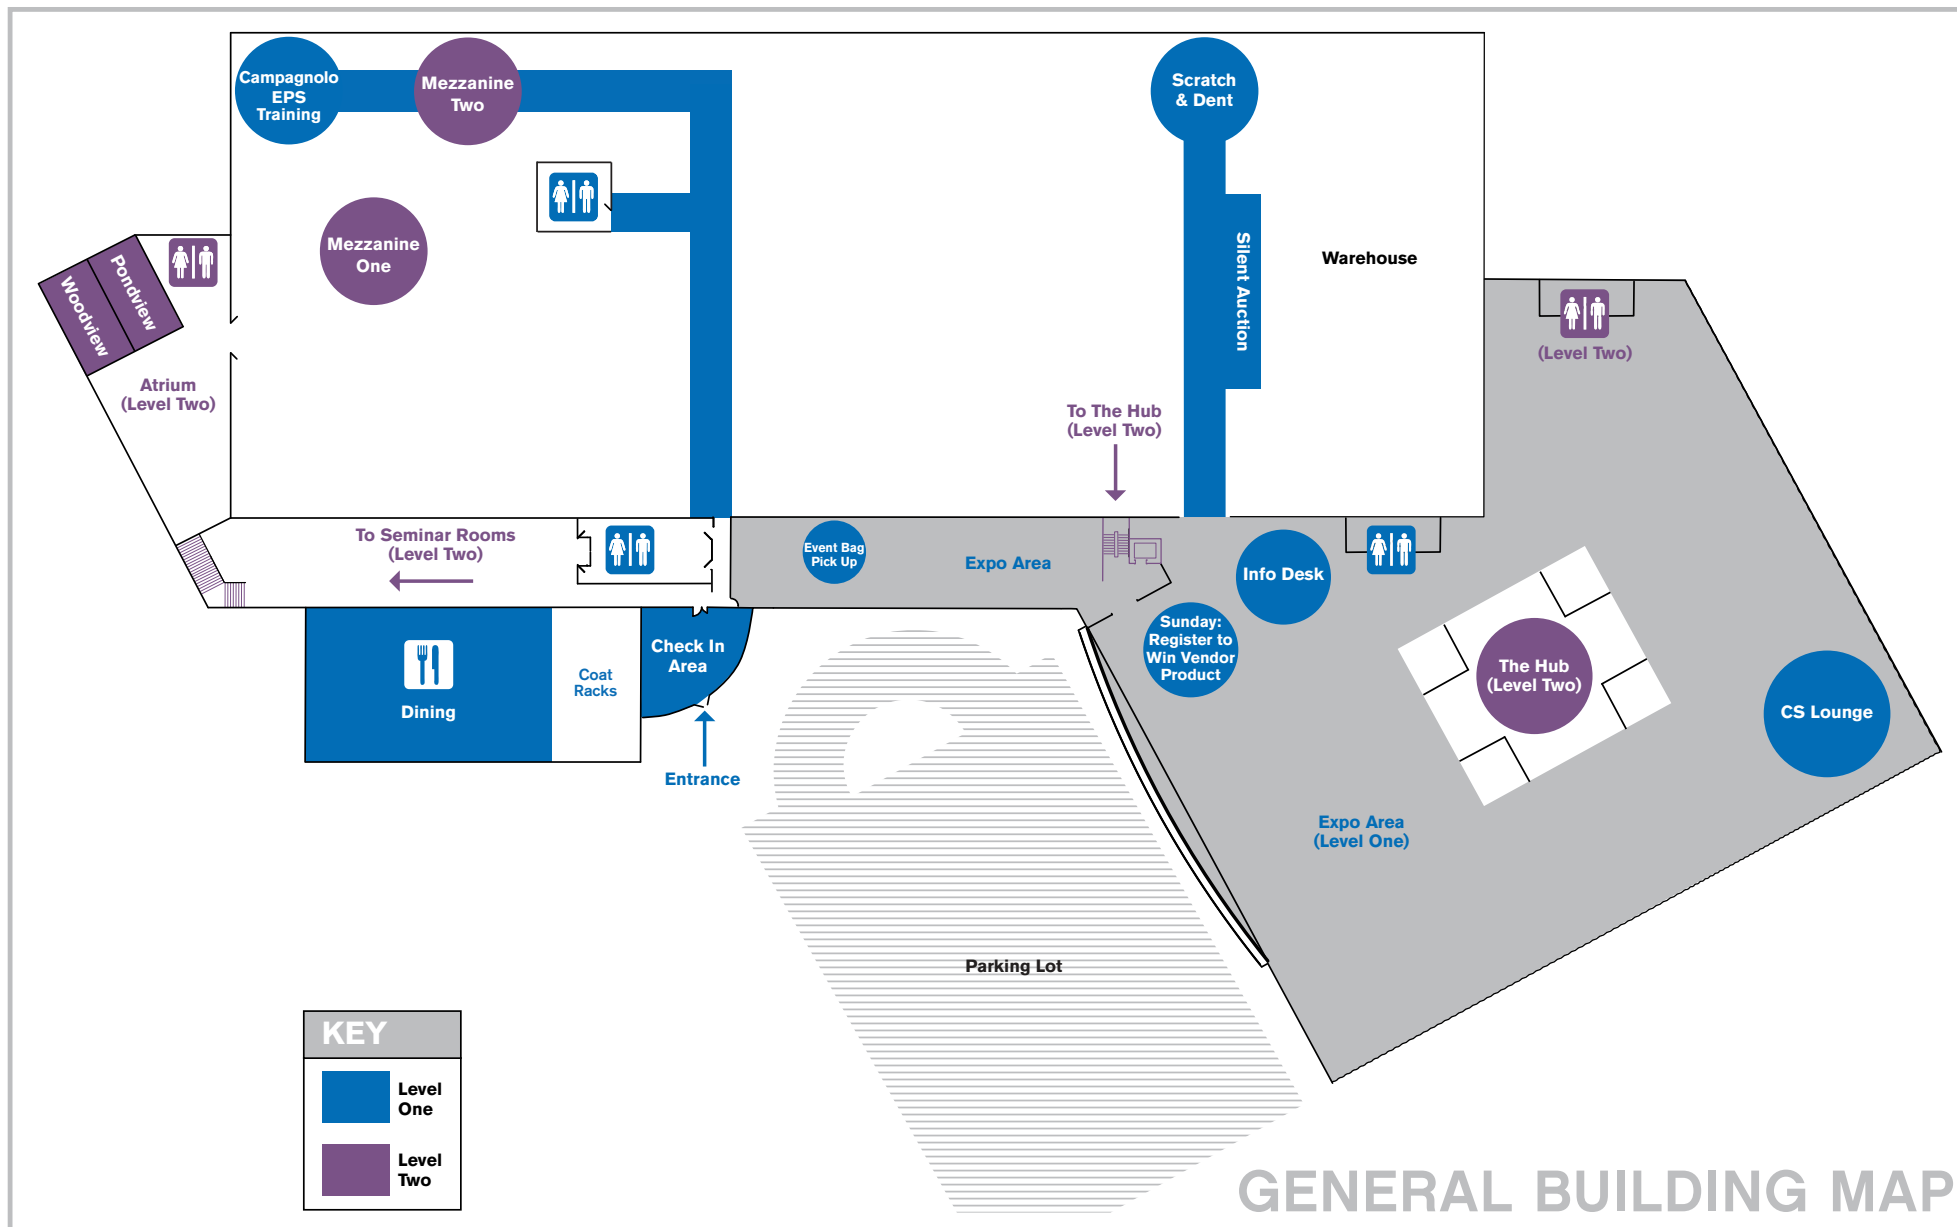 Campagnolo
EPS
Training
Mezzanine
Two
Scratch
& Dent
Mezzanine
One
Silent Auction
Warehouse
Pondview
Woodview
Atrium
(Level Two)
(Level Two)
To The Hub
(Level Two)
To Seminar Rooms
(Level Two)
Event Bag
Pick Up
Expo Area
Info Desk
Sunday:
Register to
Win Vendor
Product
The Hub
(Level Two)
CS Lounge
Check In
Area
Coat
Racks
Dining
Entrance
Expo Area
(Level One)
Parking Lot
KEY
Level
One
Level
Two
GENERAL BUILDING MAP